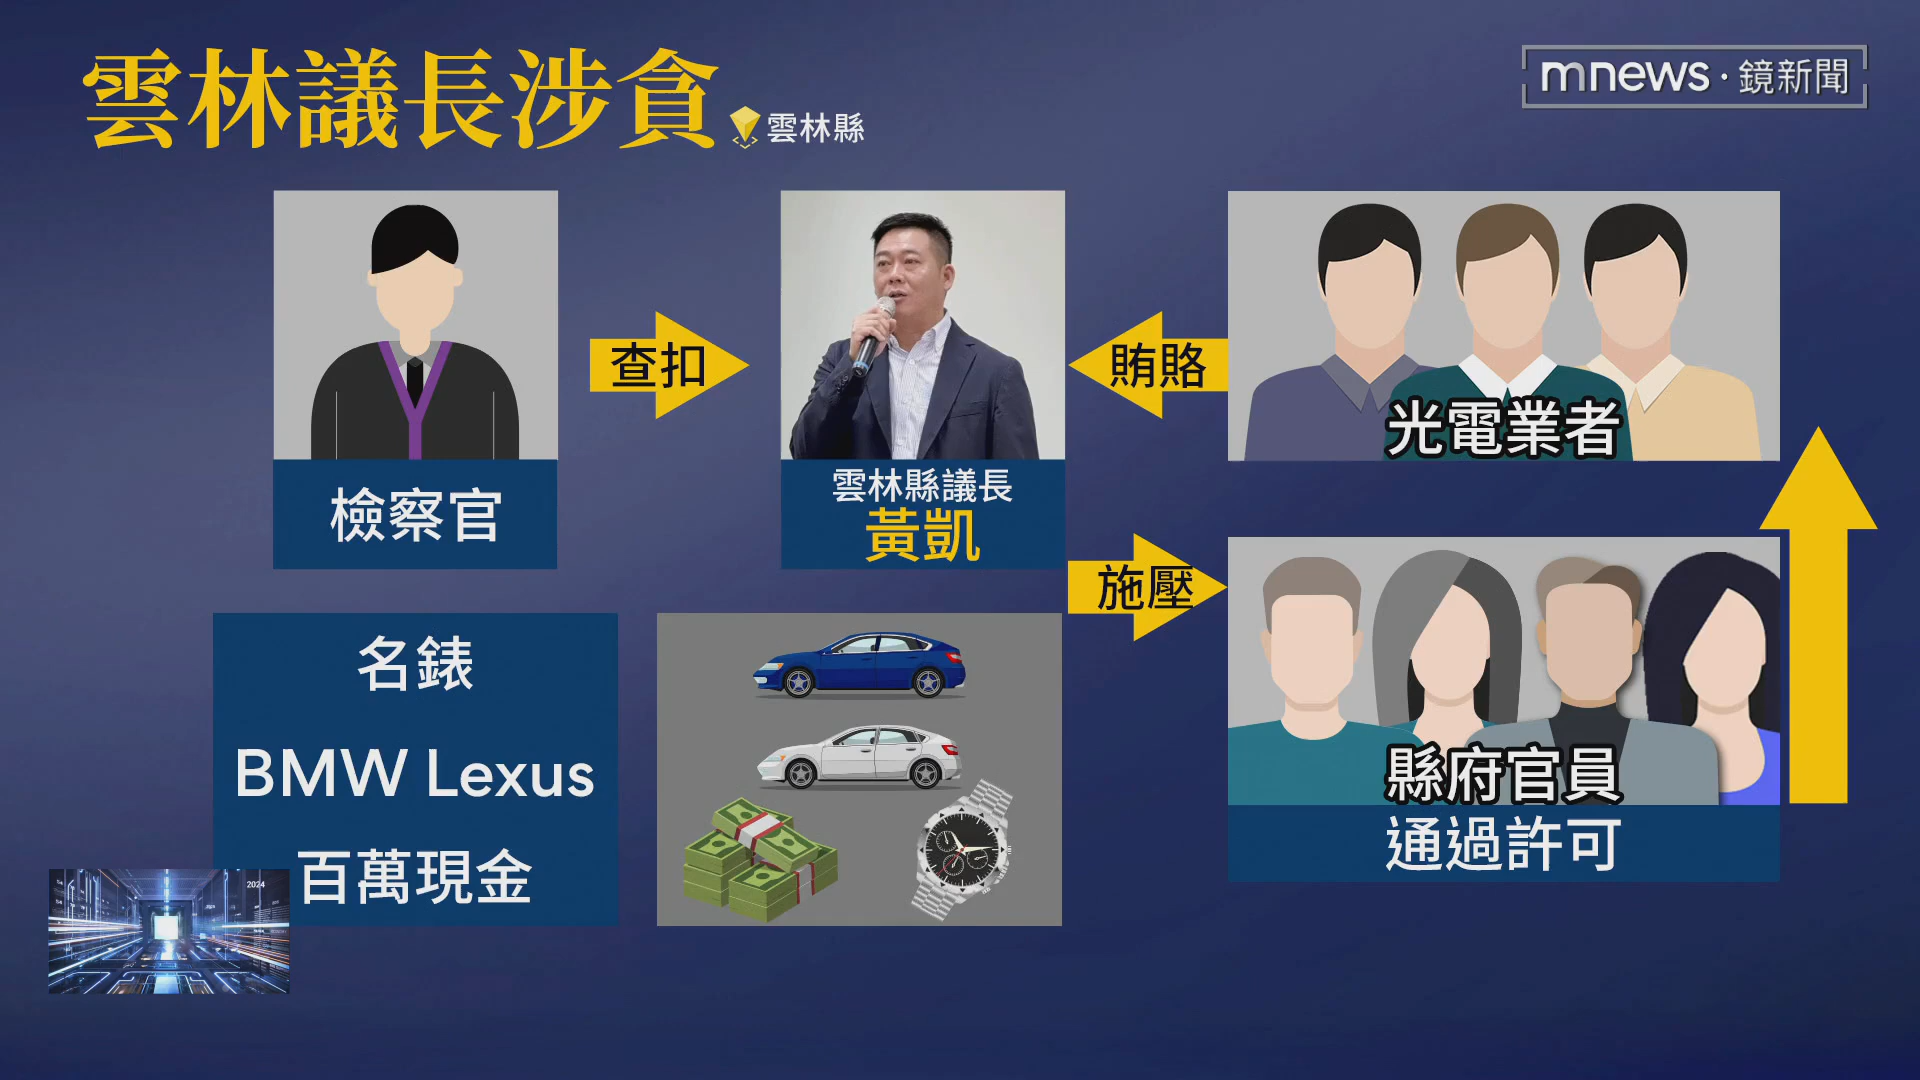 雲林議長涉貪
雲林縣
mnews·鏡新聞
查扣
賄賂
光電業者
檢察官
雲林縣議長
黃凱
施壓
縣府官員
通過許可
名錶
BMW Lexus
百萬現金
2024